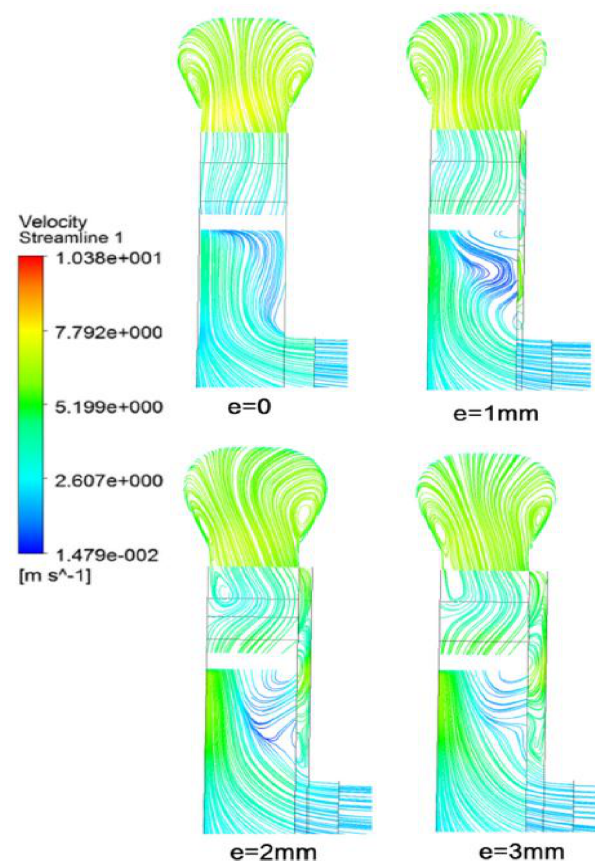 Velocity
Streamline 1
1.038e+001
7.792e+000
5.199e+000
2.607e+000
1.479e-002
[m s^-1]
e=0
e=1mm
e=2mm
e=3mm